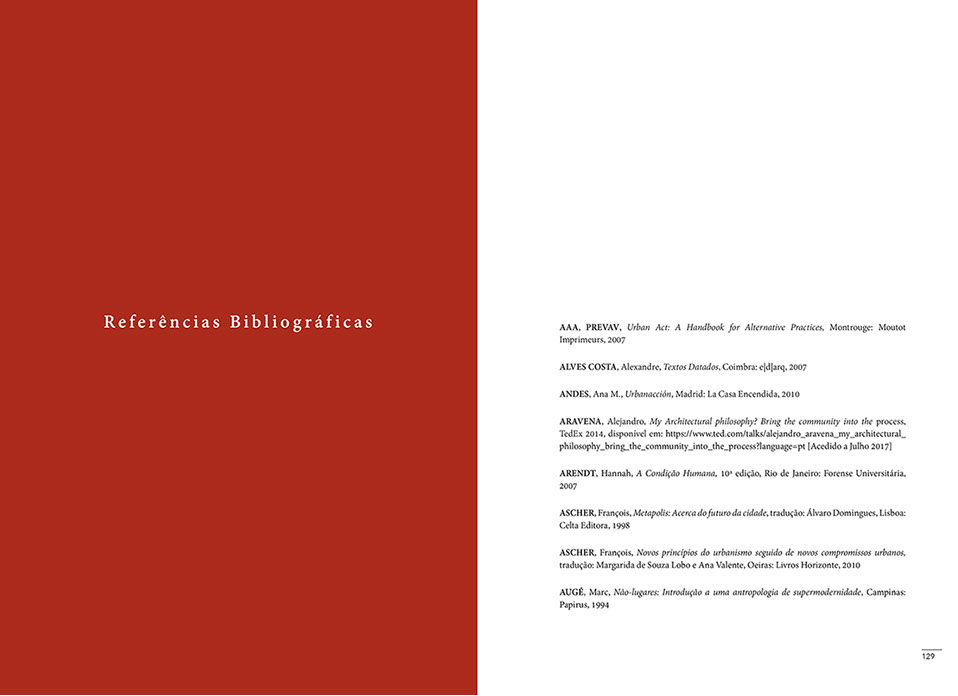 Referências Bibliográficas
AAA, PREVAV, Urban Act: A Handbook for Alternative Practices, Montrouge: Moutot
Imprimeurs, 2007
ALVES COSTA, Alexandre, Textos Datados, Coimbra: e|d|arq, 2007
ANDES, Ana M., Urbanacción, Madrid: La Casa Encendida, 2010
ARAVENA, Alejandro, My Architectural philosophy? Bring the community into the process,
TedEx 2014, disponível em: https://www.ted.com/talks/alejandro_aravena_my_architectural_
philosophy_bring_the_community_into_the_process?language=pt [Acedido a Julho 2017]
ARENDT, Hannah, A Condição Humana, 10ª edição, Rio de Janeiro: Forense Universitária,
2007
ASCHER, François, Metapolis: Acerca do futuro da cidade, tradução: Álvaro Domingues, Lisboa:
Celta Editora, 1998
ASCHER, François, Novos princípios do urbanismo seguido de novos compromissos urbanos,
tradução: Margarida de Souza Lobo e Ana Valente, Oeiras: Livros Horizonte, 2010
AUGÉ, Marc, Não-lugares: Introdução a uma antropologia de supermodernidade, Campinas:
Papirus, 1994
129